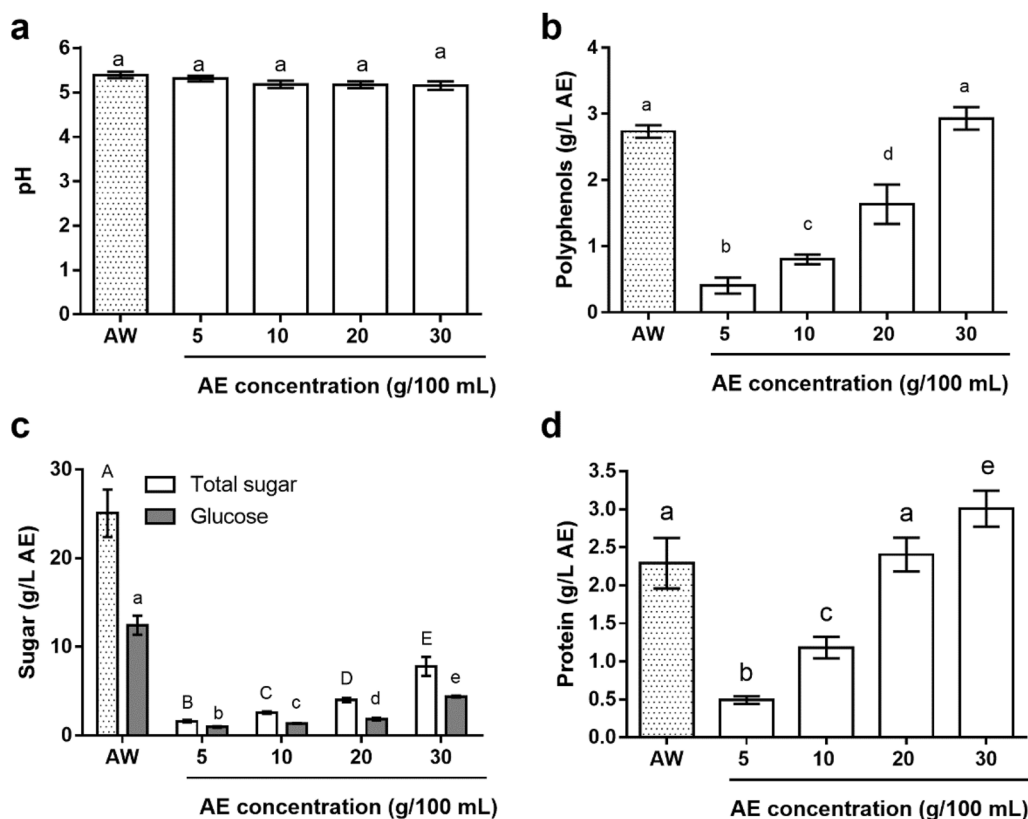 a
6
5
4
3
2
1
0
pH
a a a a a
AW 5 10 20 30
AE concentration (g/100 mL)
b
4
3
2
1
0
Polyphenols (g/L AE)
a b c d a
AW 5 10 20 30
AE concentration (g/100 mL)
c
30
20
10
0
Sugar (g/L AE)
Total sugar
Glucose
A a B b C c D d E e
AW 5 10 20 30
AE concentration (g/100 mL)
d
3.5
3.0
2.5
2.0
1.5
1.0
0.5
0.0
Protein (g/L AE)
a b c a e
AW 5 10 20 30
AE concentration (g/100 mL)